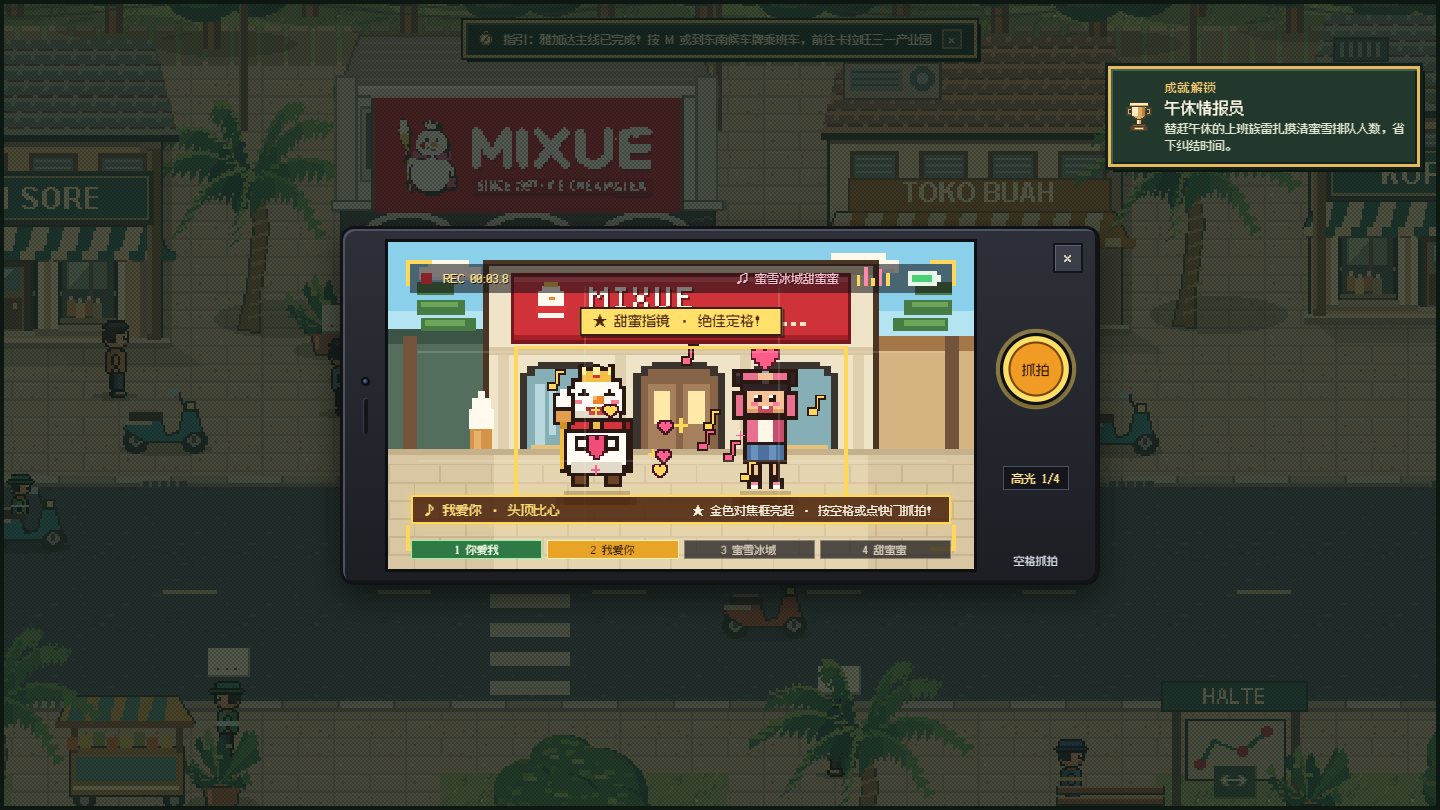 指引: 雅加达主线已完成! 按 M 或到东南候车牌乘班车, 前往卡拉旺三一产业园
×
成就解锁
午休情报员
替赶午休的上班族雷扎摸清蜜雪排队人数, 省
下纠结时间。
MIXUE
SORE
TOKO BUAH
×
REC 00:03.8
♫ 蜜雪冰城甜蜜蜜
MIXUE
★ 甜蜜指镜 · 绝佳定格!
抓拍
高光 1/4
♪ 我爱你 · 头顶比心
★ 金色对焦框亮起 · 按空格或点快门抓拍!
1 你爱我
2 我爱你
3 蜜雪冰城
4 甜蜜蜜
空格抓拍
...
HALTE